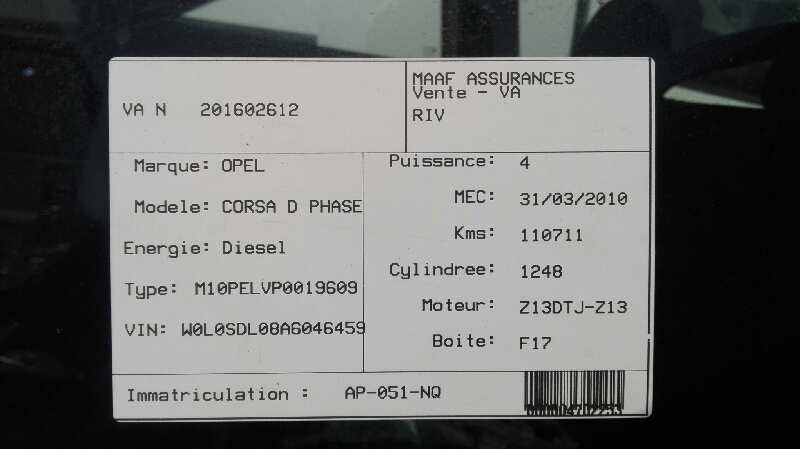 MAAF ASSURANCES
Vente - VA
VA N 201602612
RIV
Marque: OPEL
Puissance: 4
Modele: CORSA D PHASE
MEC: 31/03/2010
Energie: Diesel
Kms: 110711
Type: M10PELVP0019609
Cylindree: 1248
VIN: W0L0SDL08A6046459
Moteur: Z13DTJ-Z13
Boite: F17
Immatriculation : AP-051-NQ